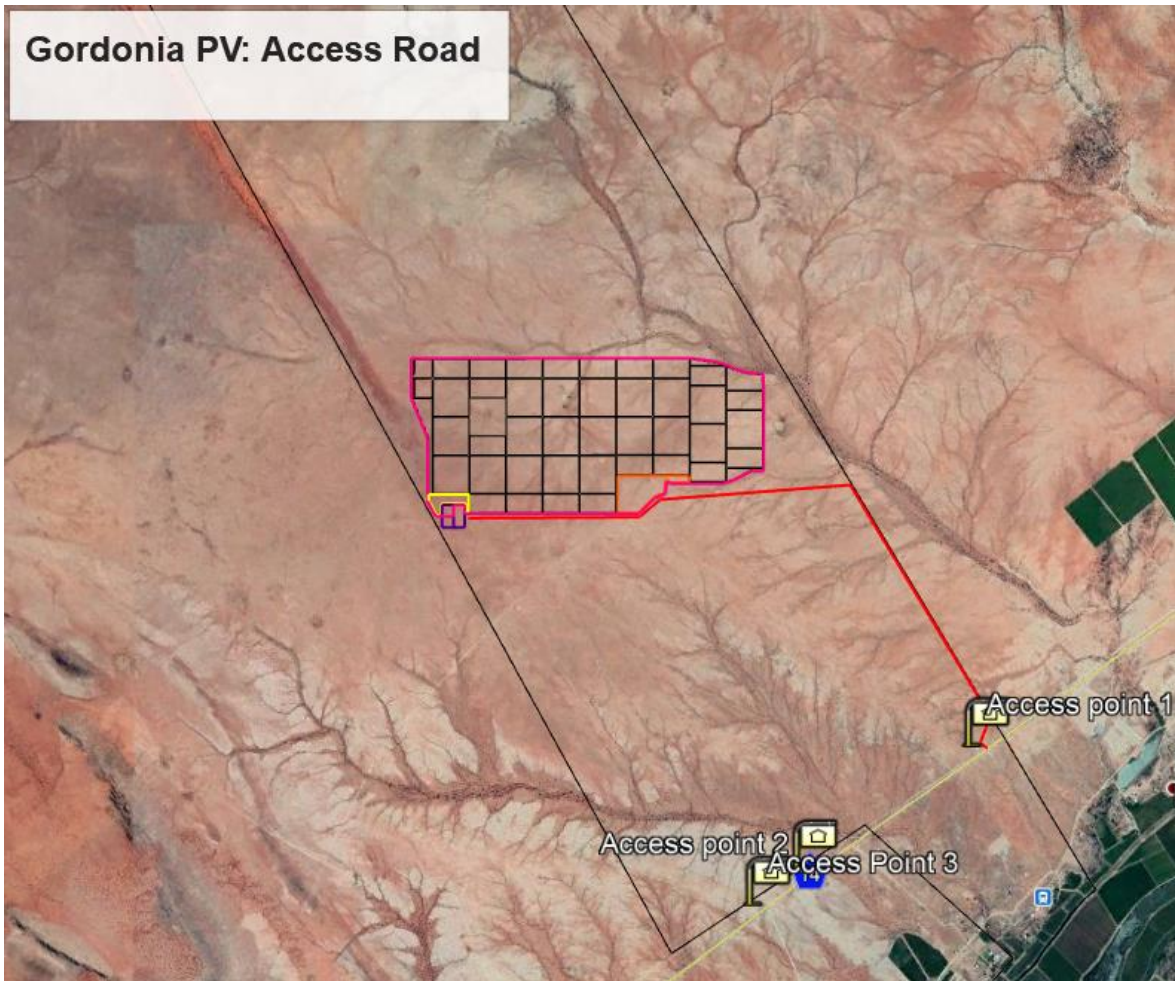 Gordonia PV: Access Road
Access point 1
Access point 2
Access Point 3
14